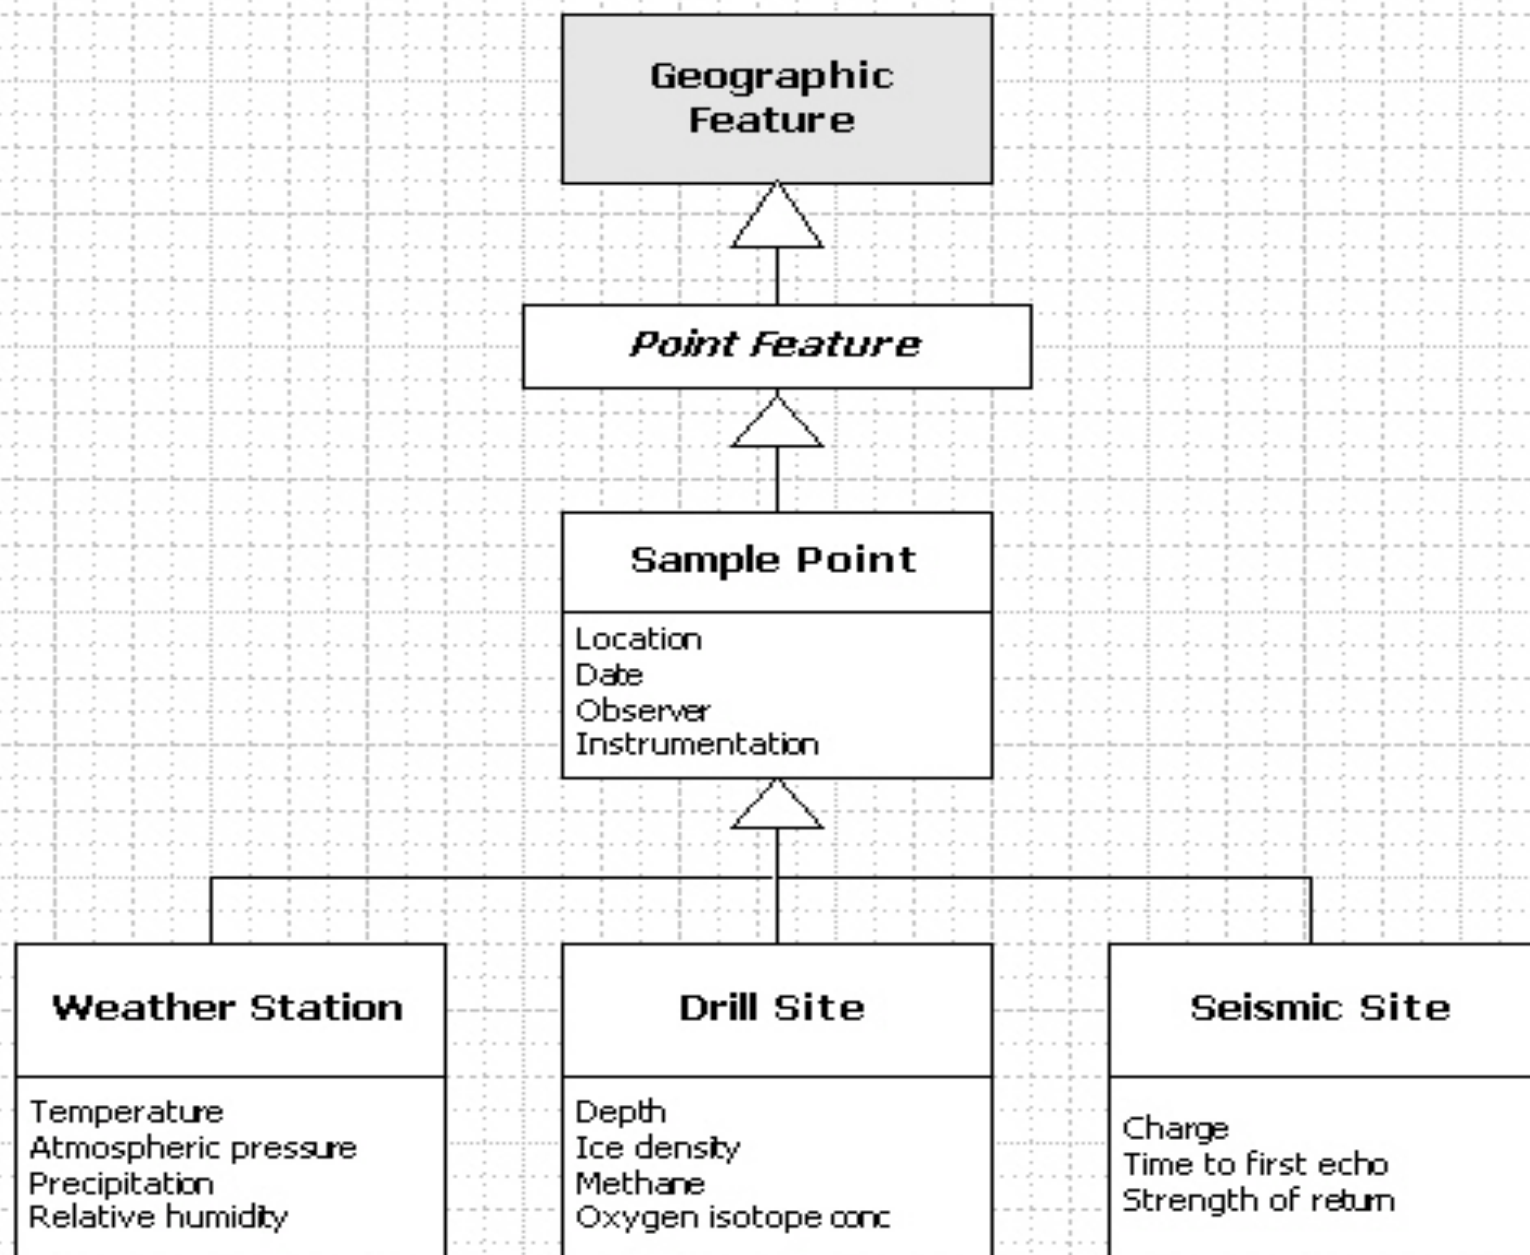 Geographic
Feature
Point Feature
Sample Point
Location
Date
Observer
Instrumentation
Weather Station
Temperature
Atmospheric pressure
Precipitation
Relative humidity
Drill Site
Depth
Ice density
Methane
Oxygen isotope conc
Seismic Site
Charge
Time to first echo
Strength of return